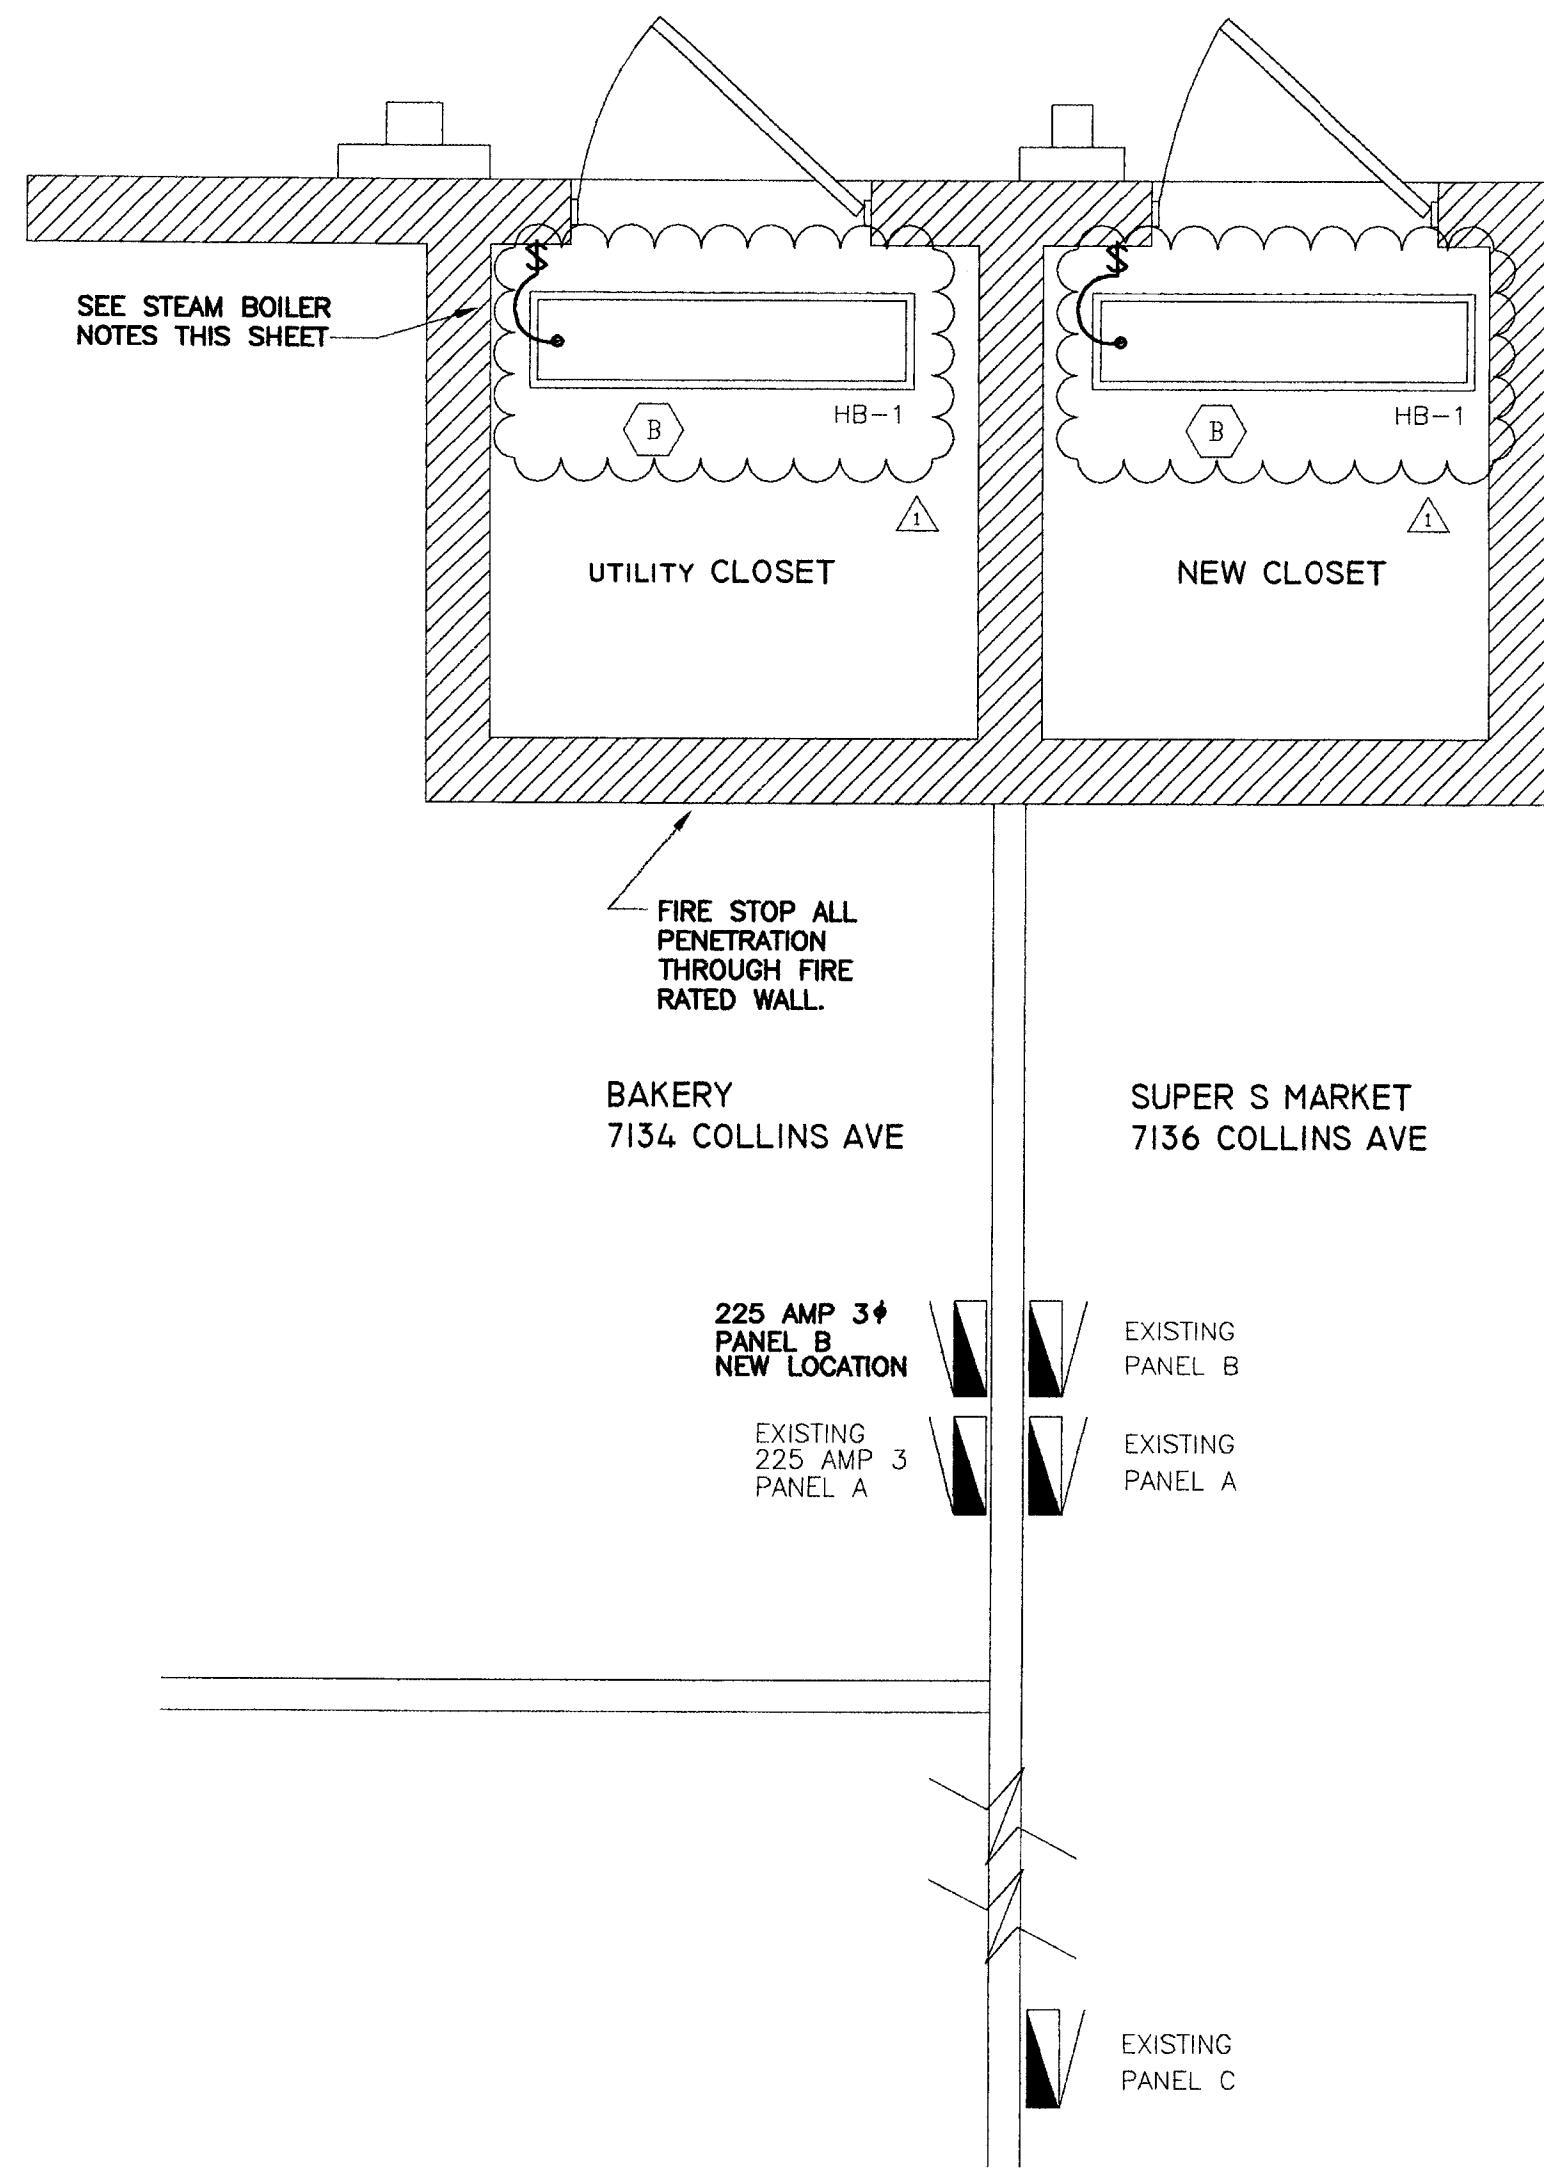 SEE STEAM BOILER
NOTES THIS SHEET
$
$
HB-1
B
HB-1
B
1
1
UTILITY CLOSET
NEW CLOSET
FIRE STOP ALL
PENETRATION
THROUGH FIRE
RATED WALL.
BAKERY
7134 COLLINS AVE
SUPER S MARKET
7136 COLLINS AVE
225 AMP 3ϕ
PANEL B
NEW LOCATION
EXISTING
PANEL B
EXISTING
225 AMP 3
PANEL A
EXISTING
PANEL A
EXISTING
PANEL C